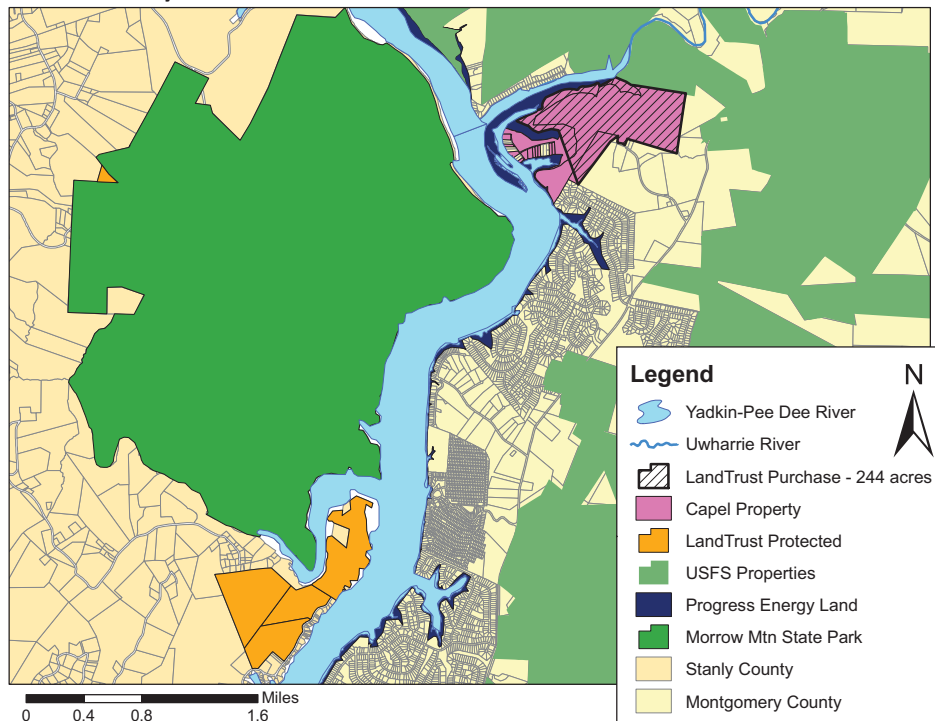 Legend
N
Yadkin-Pee Dee River
Uwharrie River
LandTrust Purchase - 244 acres
Capel Property
LandTrust Protected
USFS Properties
Progress Energy Land
Morrow Mtn State Park
Stanly County
Montgomery County
Miles
0 0.4 0.8 1.6